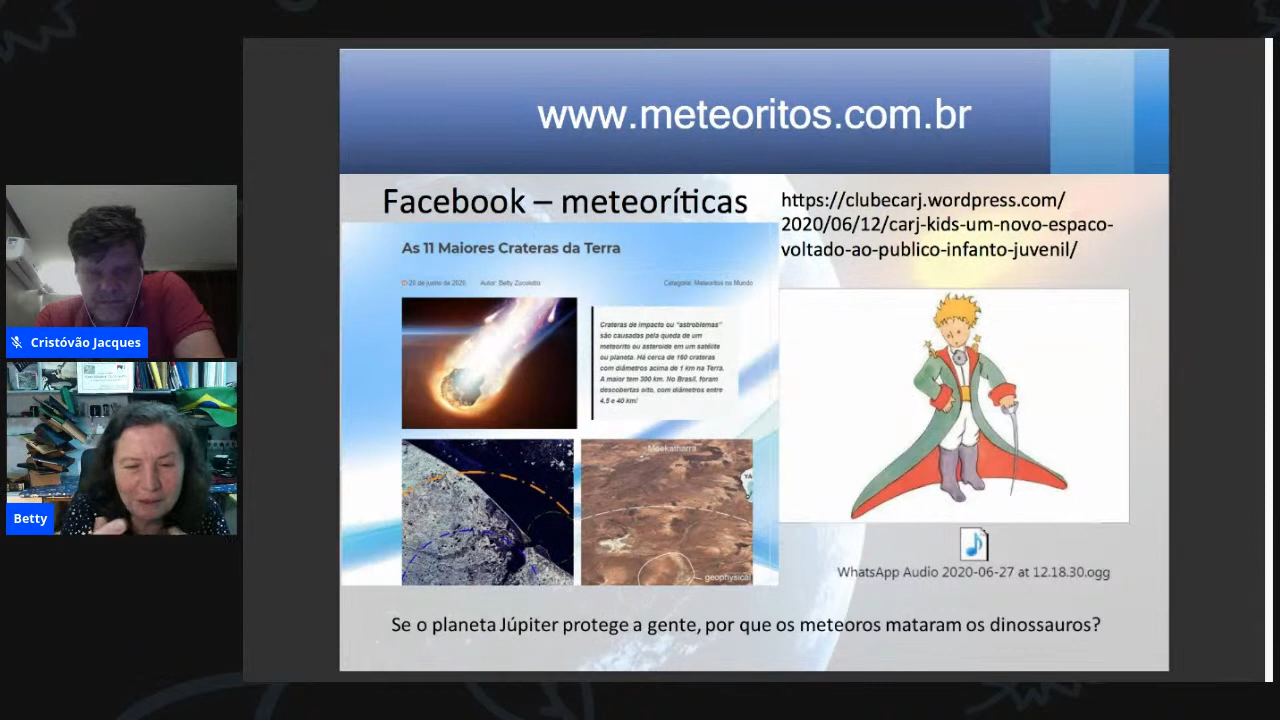 www.meteoritos.com.br
Facebook – meteoríticas
https://clubecarj.wordpress.com/
2020/06/12/carj-kids-um-novo-espaco-
voltado-ao-publico-infanto-juvenil/
As 11 Maiores Crateras da Terra
20 de junho de 2020 Autor: Betty Zucolotto Categoria: Meteoritos no Mundo
Crateras de impacto ou "astroblemas"
são causadas pela queda de um
meteorito ou asteroide em um satélite
ou planeta. Há cerca de 160 crateras
com diâmetros acima de 1 km na Terra.
A maior tem 300 km. No Brasil, foram
descobertas oito, com diâmetros entre
4,5 e 40 km!
Meekatharra
YA
geophysical
WhatsApp Audio 2020-06-27 at 12.18.30.ogg
Se o planeta Júpiter protege a gente, por que os meteoros mataram os dinossauros?
Cristóvão Jacques
Betty